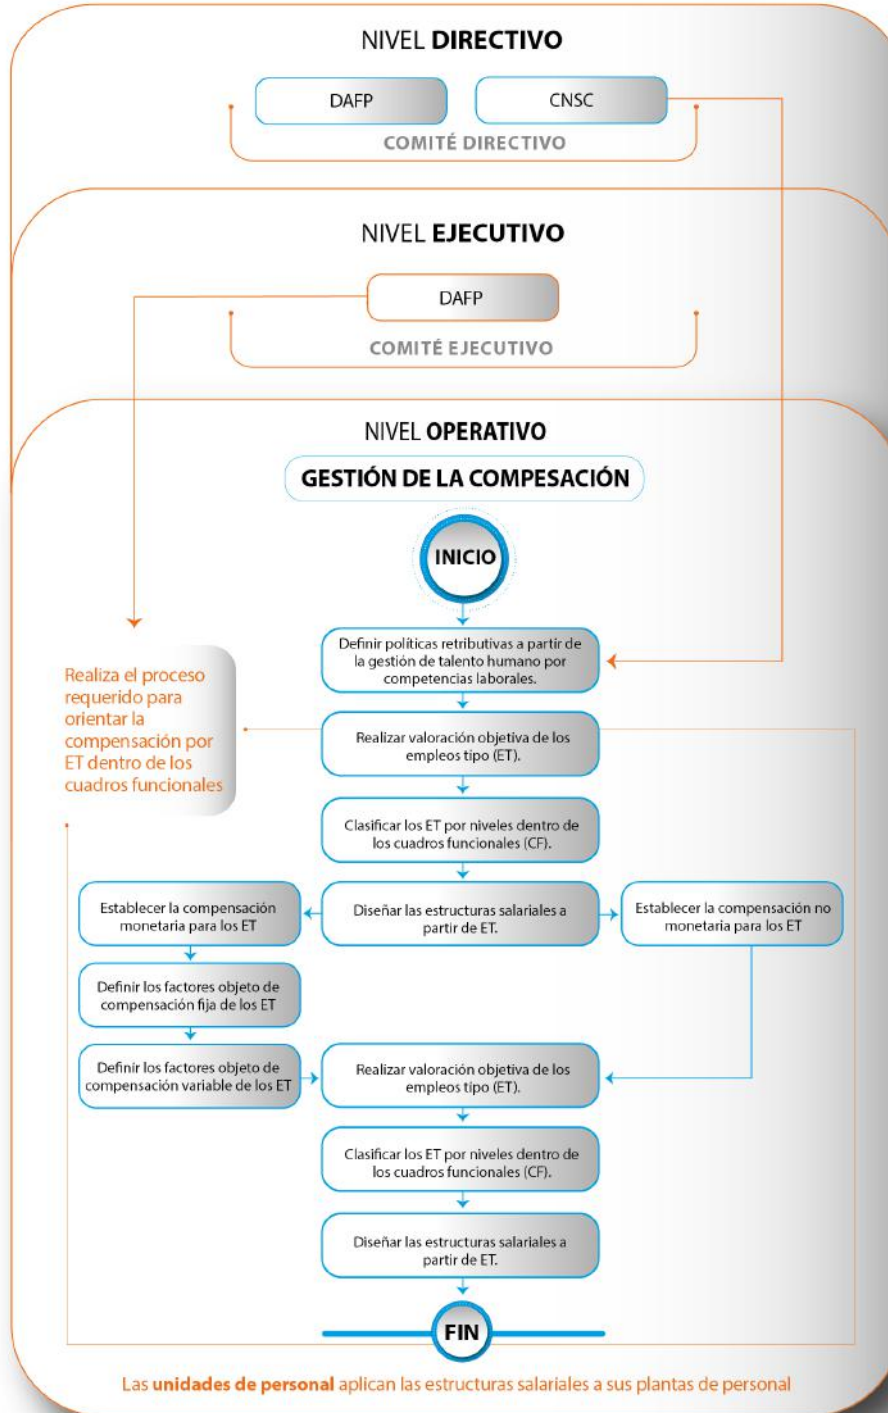 NIVEL DIRECTIVO
DAFP
CNSC
COMITÉ DIRECTIVO
NIVEL EJECUTIVO
DAFP
COMITÉ EJECUTIVO
NIVEL OPERATIVO
GESTIÓN DE LA COMPESACIÓN
INICIO
Definir políticas retributivas a partir de
la gestión de talento humano por
competencias laborales.
Realiza el proceso
requerido para
orientar la
compensación por
ET dentro de los
cuadros funcionales
Realizar valoración objetiva de los
empleos tipo (ET).
Clasificar los ET por niveles dentro de
los cuadros funcionales (CF).
Establecer la compensación
monetaria para los ET
Diseñar las estructuras salariales a
partir de ET.
Establecer la compensación no
monetaria para los ET
Definir los factores objeto de
compensación fija de los ET
Definir los factores objeto de
compensación variable de los ET
Realizar valoración objetiva de los
empleos tipo (ET).
Clasificar los ET por niveles dentro de
los cuadros funcionales (CF).
Diseñar las estructuras salariales a
partir de ET.
FIN
Las unidades de personal aplican las estructuras salariales a sus plantas de personal